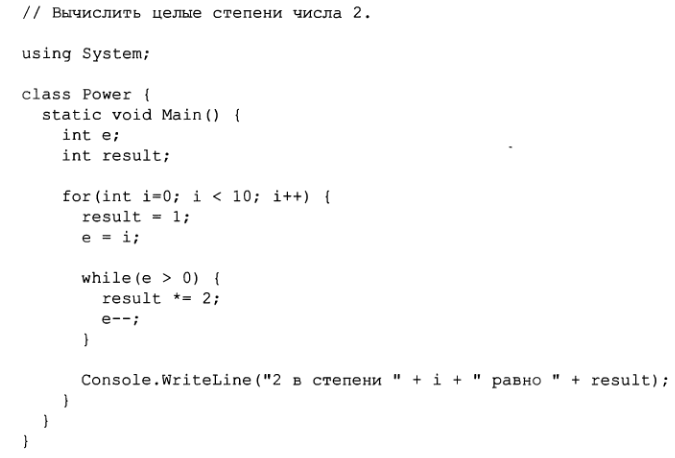 // Вычислить целые степени числа 2.
using System;
class Power {
static void Main() {
int e;
int result;
for(int i=0; i < 10; i++) {
result = 1;
e = i;
while(e > 0) {
result *= 2;
e--;
}
Console.WriteLine("2 в степени " + i + " равно " + result);
}
}
}